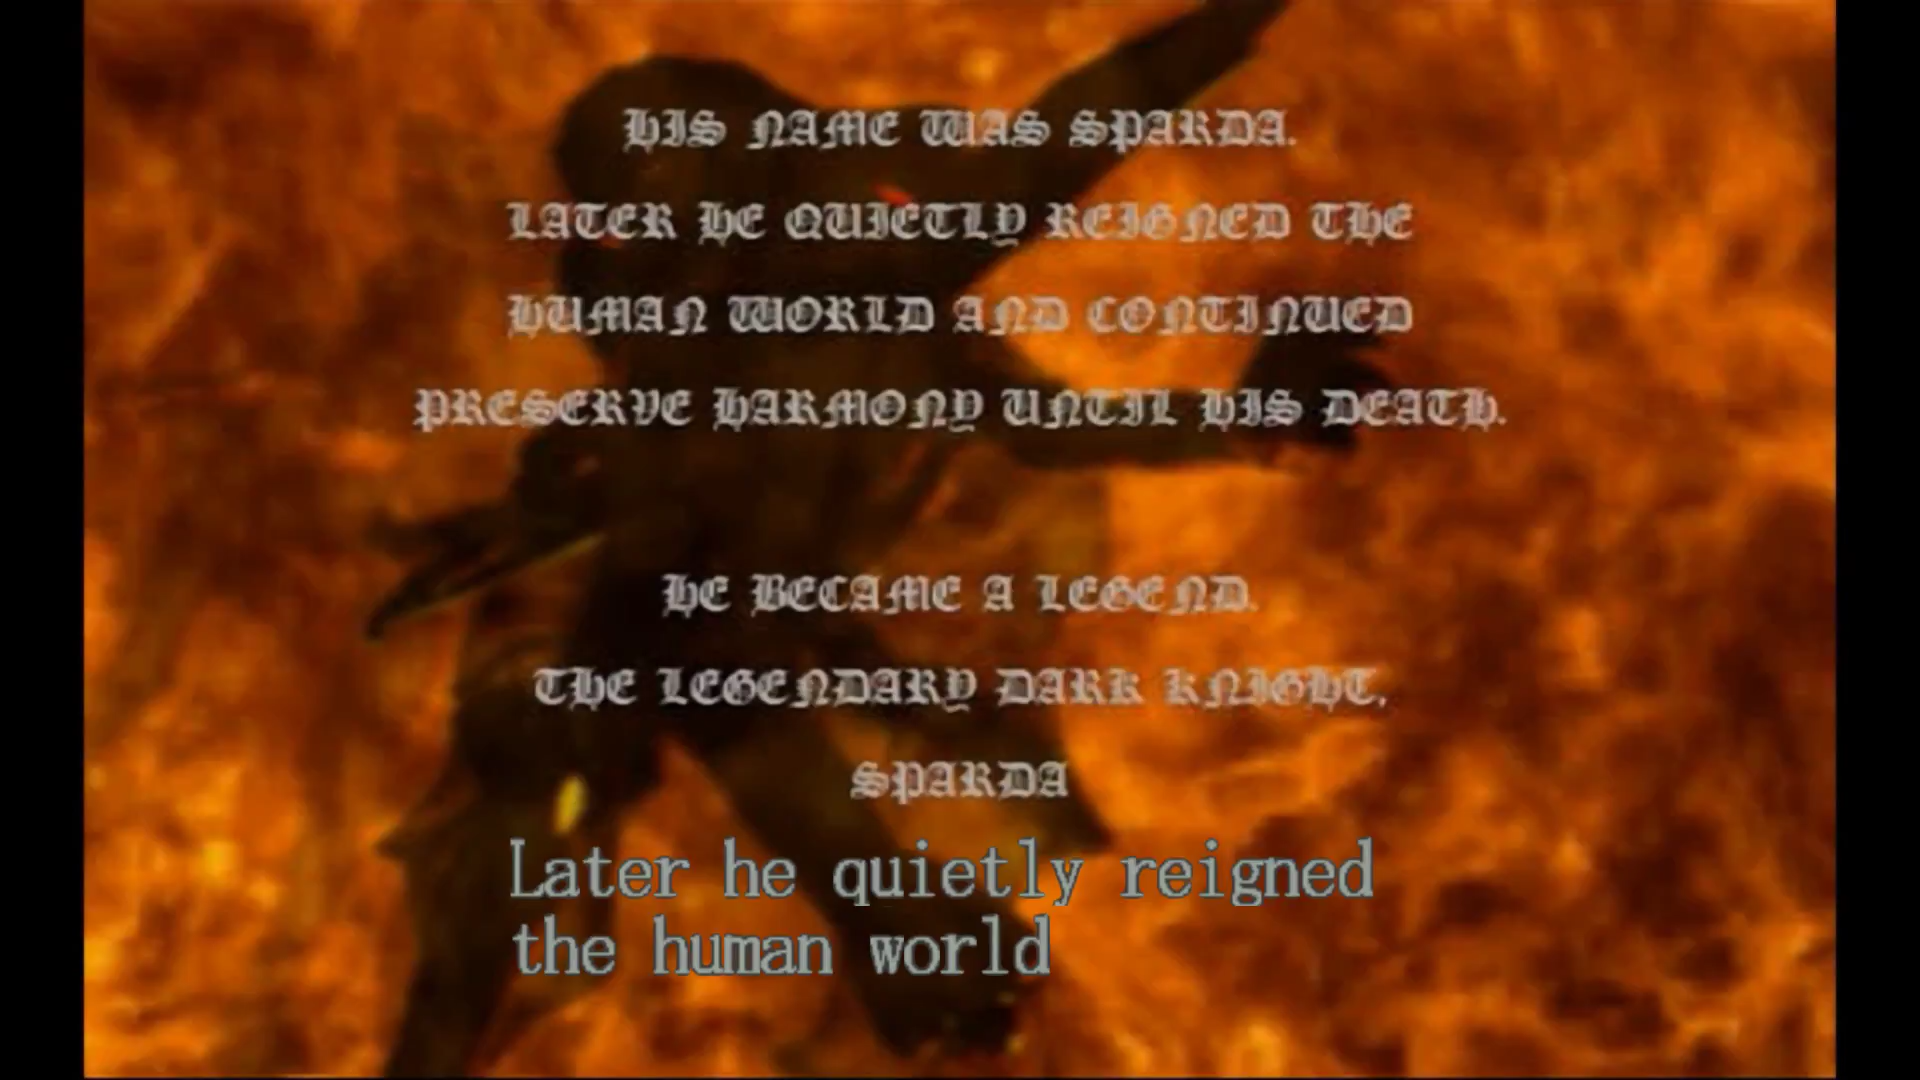 HIS NAME WAS SPARDA.
LATER HE QUIETLY REIGNED THE
HUMAN WORLD AND CONTINUED
PRESERVE HARMONY UNTIL HIS DEATH.
HE BECAME A LEGEND.
THE LEGENDARY DARK KNIGHT,
SPARDA
Later he quietly reigned
the human world